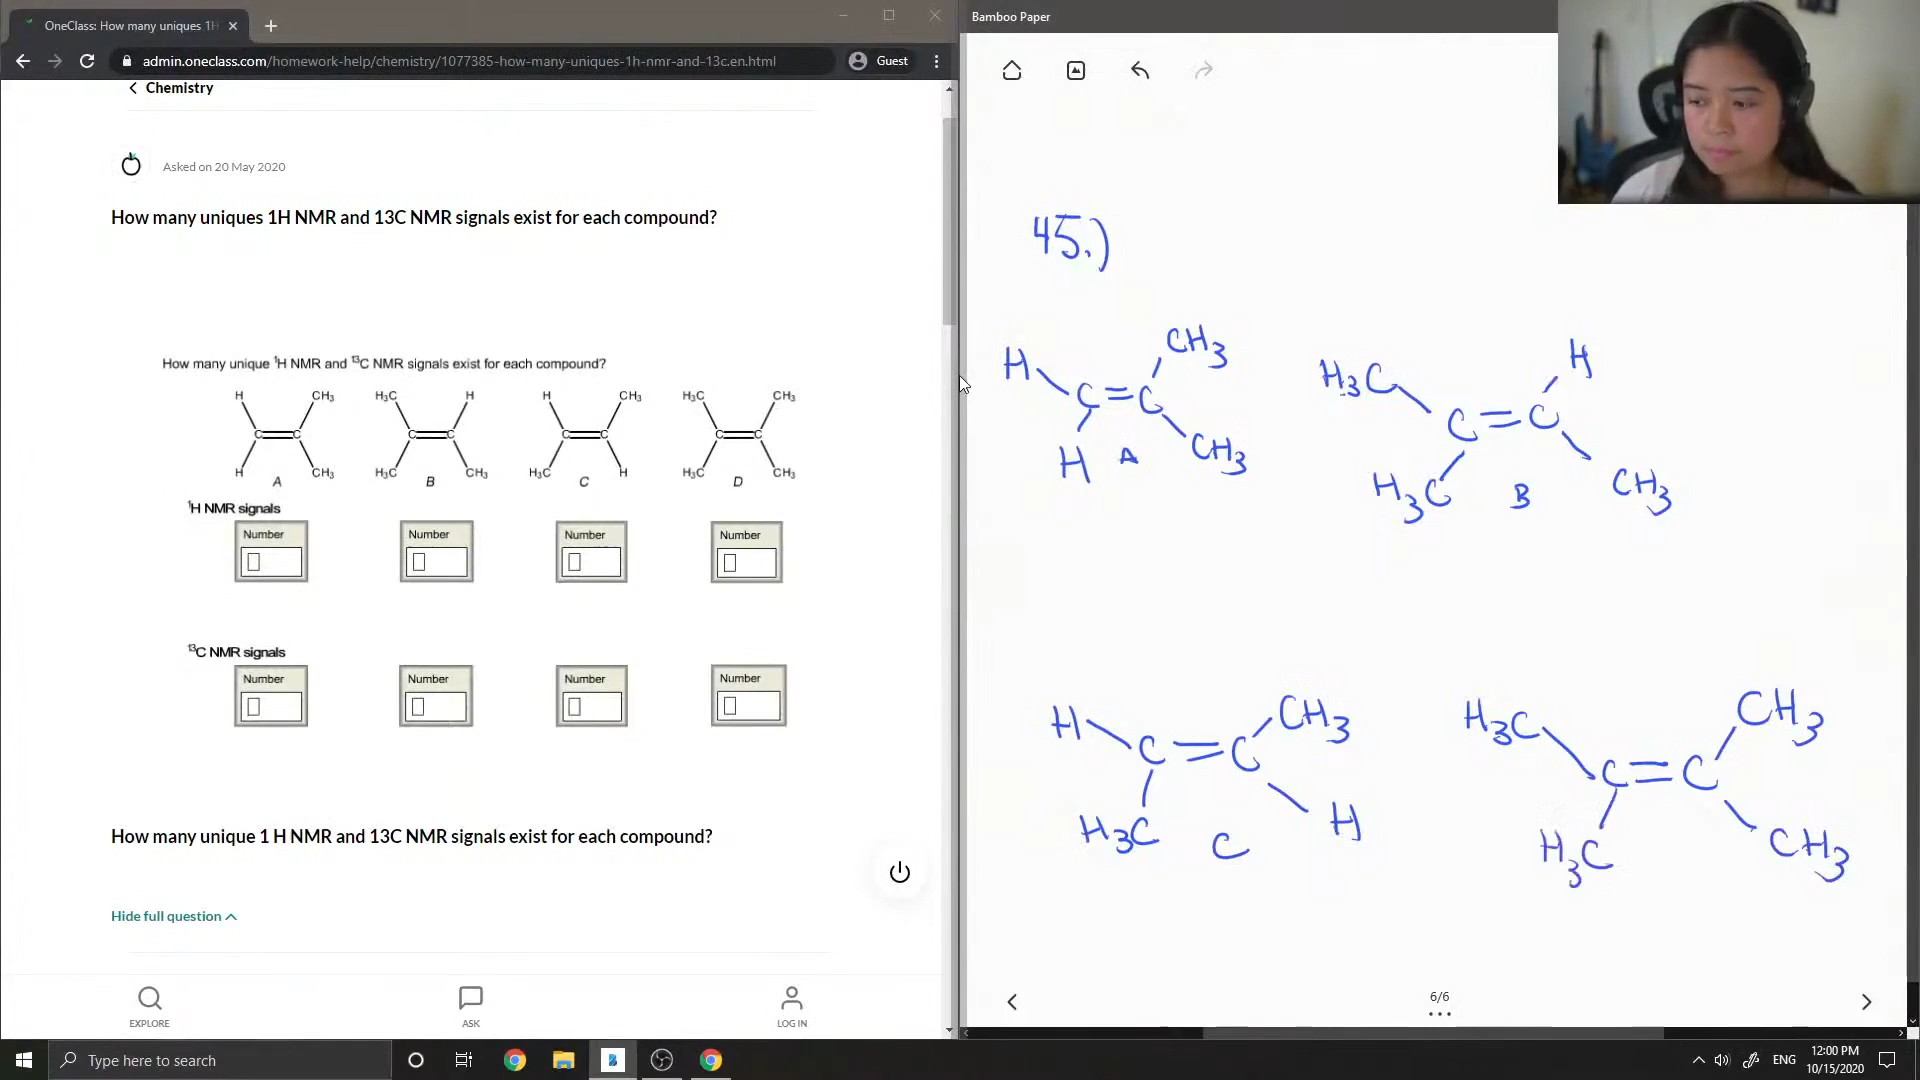 OneClass: How many uniques 1H
admin.oneclass.com/homework-help/chemistry/1077385-how-many-uniques-1h-nmr-and-13c.en.html
Guest
Chemistry
Asked on 20 May 2020
How many uniques 1H NMR and 13C NMR signals exist for each compound?
How many unique ¹H NMR and ¹³C NMR signals exist for each compound?
H CH₃ H₃C H H CH₃ H₃C CH₃
C C C C C C C C
H CH₃ H₃C CH₃ H₃C H H₃C CH₃
A B C D
¹H NMR signals
Number Number Number Number
¹³C NMR signals
Number Number Number Number
How many unique 1 H NMR and 13C NMR signals exist for each compound?
Hide full question
EXPLORE ASK LOG IN
Bamboo Paper
45.)
H CH3 H3C H
C=C C=C
H A CH3 H3C B CH3
H CH3 H3C CH3
C=C C=C
H3C C H H3C CH3
6/6
Type here to search
ENG
12:00 PM
10/15/2020